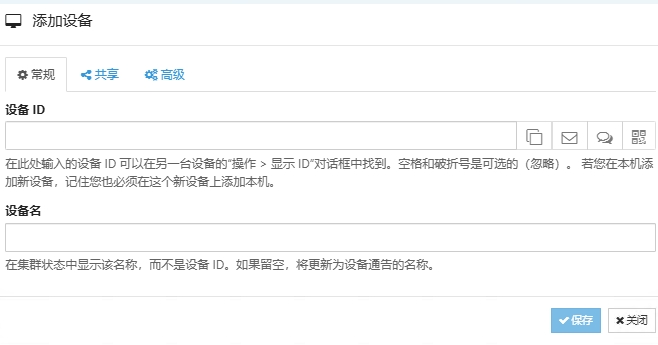 添加设备
常规 共享 高级
设备 ID
在此处输入的设备 ID 可以在另一台设备的“操作 > 显示 ID”对话框中找到。空格和破折号是可选的（忽略）。 若您在本机添
加新设备，记住您也必须在这个新设备上添加本机。
设备名
在集群状态中显示该名称，而不是设备 ID。如果留空，将更新为设备通告的名称。
保存 关闭